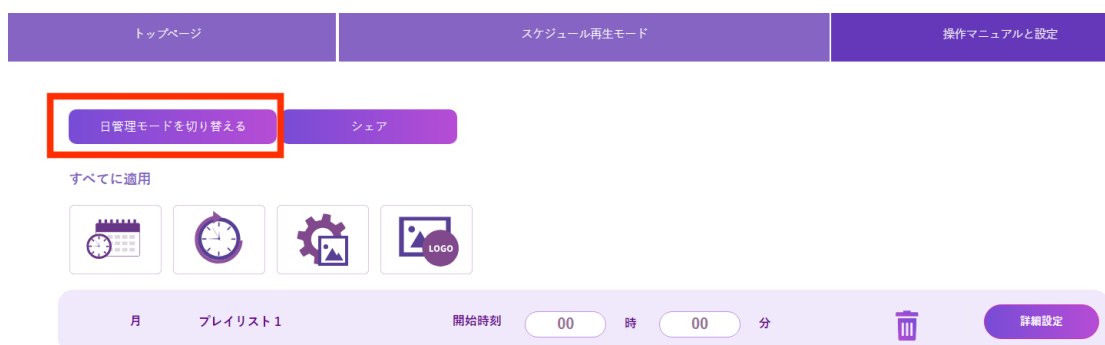 トップページ スケジュール再生モード 操作マニュアルと設定
日管理モードを切り替える シェア
すべてに適用
LOGO
月 プレイリスト1 開始時刻 00 時 00 分 詳細設定